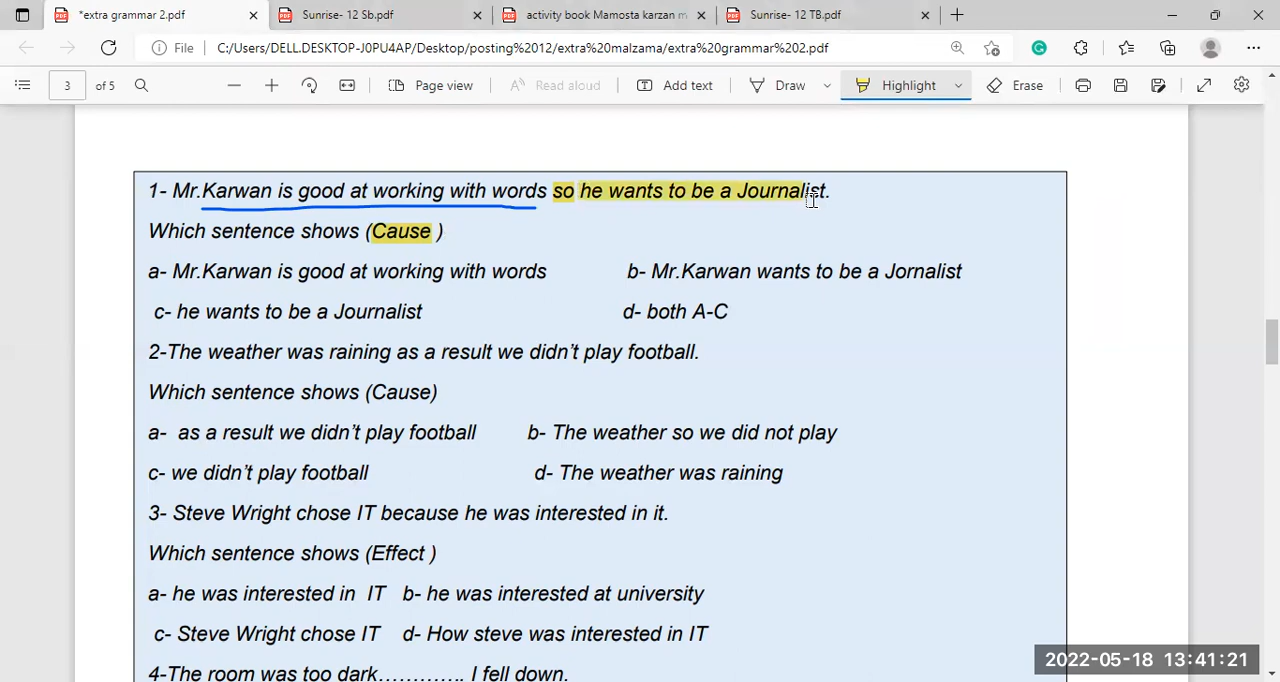 *extra grammar 2.pdf
Sunrise- 12 Sb.pdf
activity book Mamosta karzan m
Sunrise- 12 TB.pdf
File
C:/Users/DELL.DESKTOP-J0PU4AP/Desktop/posting%2012/extra%20malzama/extra%20grammar%202.pdf
3 of 5
Page view
Read aloud
Add text
Draw
Highlight
Erase
1- Mr.Karwan is good at working with words so he wants to be a Journalist.
Which sentence shows (Cause )
a- Mr.Karwan is good at working with words b- Mr.Karwan wants to be a Jornalist
c- he wants to be a Journalist d- both A-C
2-The weather was raining as a result we didn’t play football.
Which sentence shows (Cause)
a- as a result we didn’t play football b- The weather so we did not play
c- we didn’t play football d- The weather was raining
3- Steve Wright chose IT because he was interested in it.
Which sentence shows (Effect )
a- he was interested in IT b- he was interested at university
c- Steve Wright chose IT d- How steve was interested in IT
4-The room was too dark…………. I fell down.
2022-05-18 13:41:21